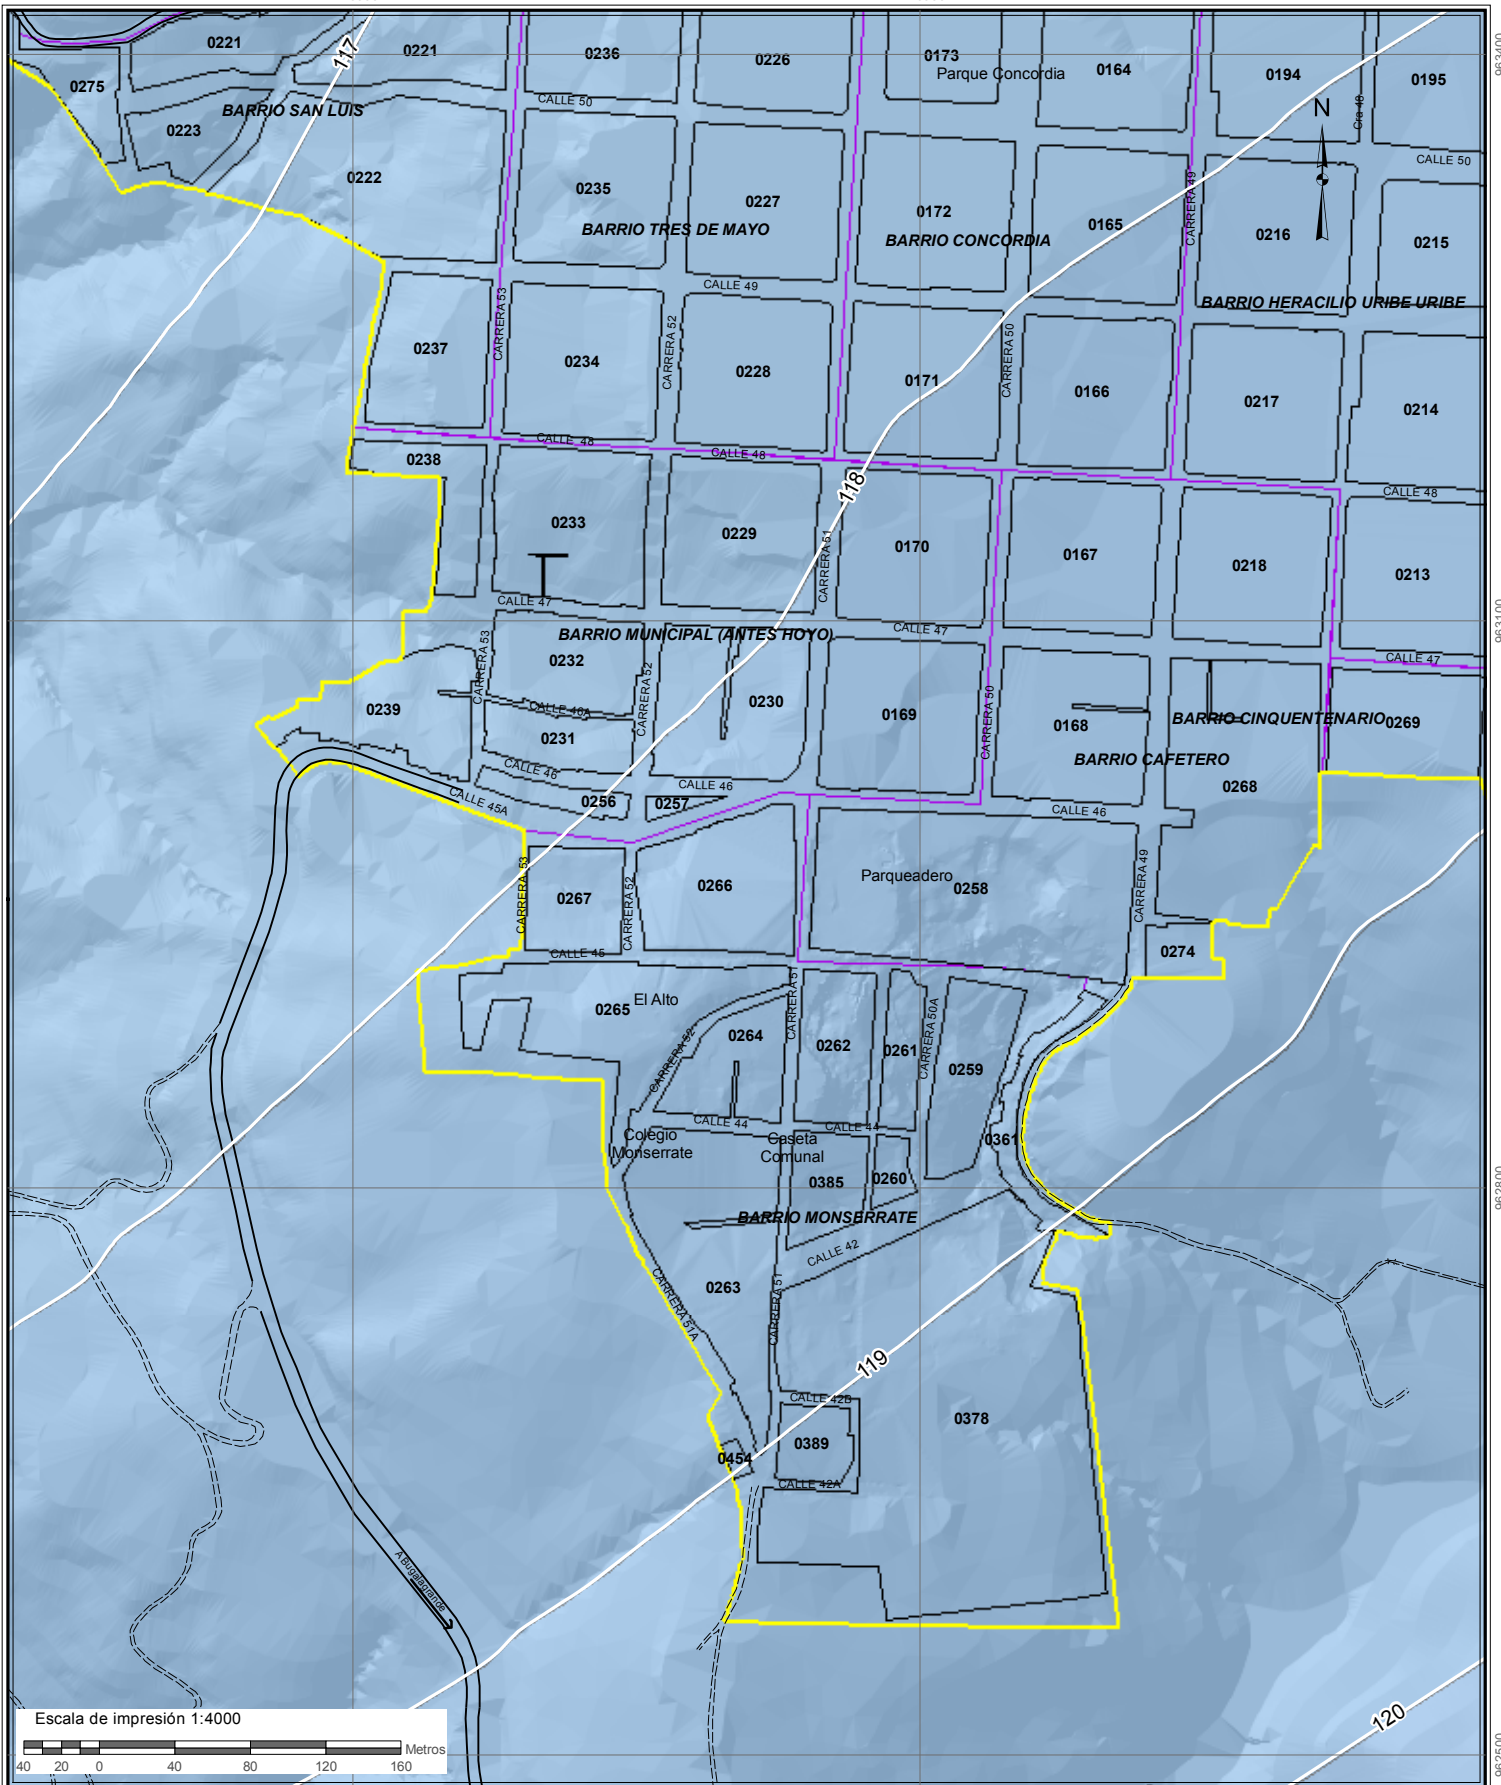 963400
117
0221
0221
0236
0226
0173
Parque Concordia
0164
0194
0195
0275
CALLE 50
BARRIO SAN LUIS
0223
N
Cra 48
CALLE 50
0222
0235
0227
0172
0165
CARRERA 49
0216
0215
BARRIO TRES DE MAYO
BARRIO CONCORDIA
CALLE 49
BARRIO HERACILIO URIBE URIBE
CARRERA 53
CARRERA 52
CARRERA 50
0237
0234
0228
0171
0166
0217
0214
CALLE 48
CALLE 48
0238
118
CALLE 48
0233
0229
0170
0167
0218
0213
CARRERA 51
CALLE 47
963100
BARRIO MUNICIPAL (ANTES HOYO)
CALLE 47
CALLE 47
CARRERA 53
0232
CARRERA 52
0239
CALLE 46A
0230
0169
CARRERA 50
0168
BARRIO CINQUENTENARIO
0269
0231
BARRIO CAFETERO
CALLE 46
CALLE 46
0268
CALLE 45A
0256
0257
CALLE 46
CARRERA 53
0267
CARRERA 52
0266
Parqueadero
0258
CARRERA 49
CALLE 45
0274
0265
El Alto
CARRERA 51
CARRERA 52
0264
0262
0261
CARRERA 50A
0259
CALLE 44
CALLE 44
Colegio
Monserrate
Caseta
Comunal
0361
0385
0260
962800
BARRIO MONSERRATE
CALLE 42
0263
CARRERA 51A
CARRERA 51
119
CALLE 42B
0378
0389
0454
CALLE 42A
A Bugalagrande
120
Escala de impresión 1:4000
Metros
40 20 0 40 80 120 160
962500